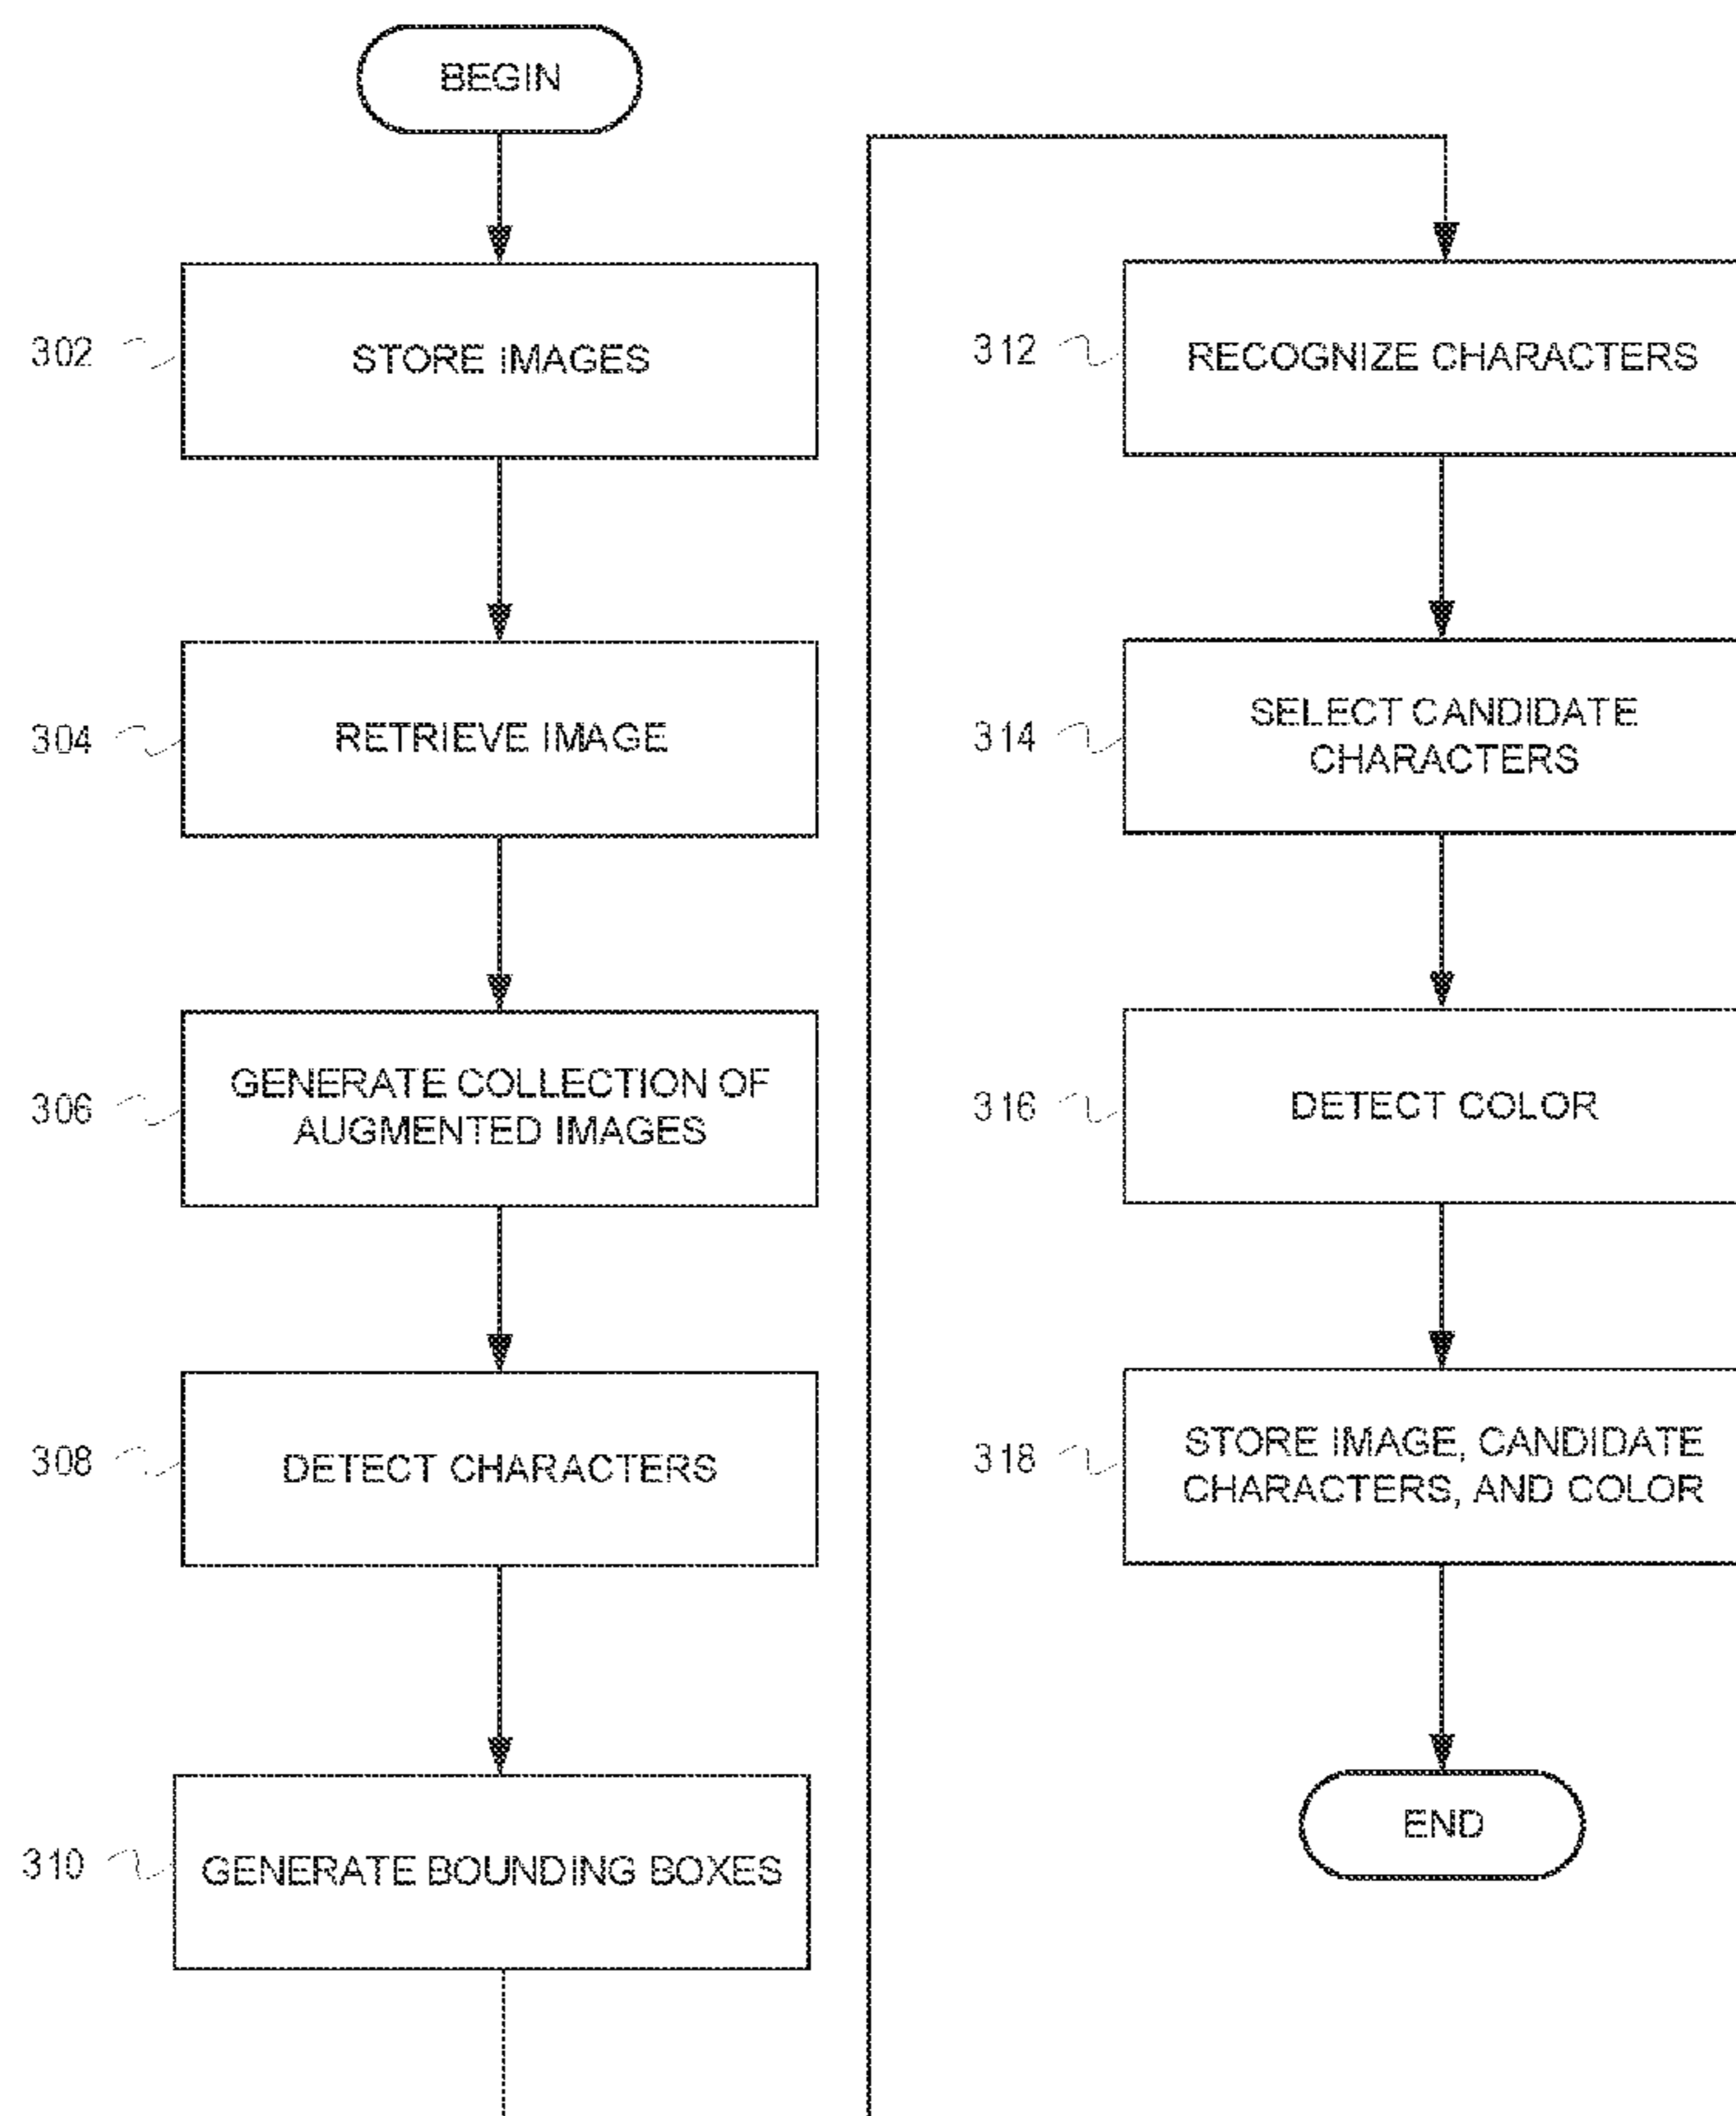 BEGIN
302
STORE IMAGES
304
RETRIEVE IMAGE
306
GENERATE COLLECTION OF
AUGMENTED IMAGES
308
DETECT CHARACTERS
310
GENERATE BOUNDING BOXES
312
RECOGNIZE CHARACTERS
314
SELECT CANDIDATE
CHARACTERS
316
DETECT COLOR
318
STORE IMAGE, CANDIDATE
CHARACTERS, AND COLOR
END